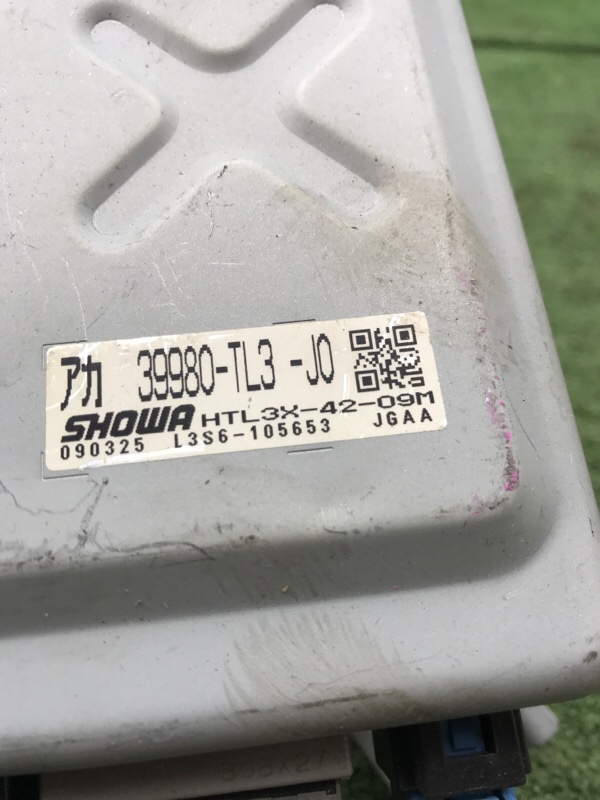 アカ 39980-TL3 -J0
SHOWA HTL3X-42-09M
090325 L3S6-105653 JGAA